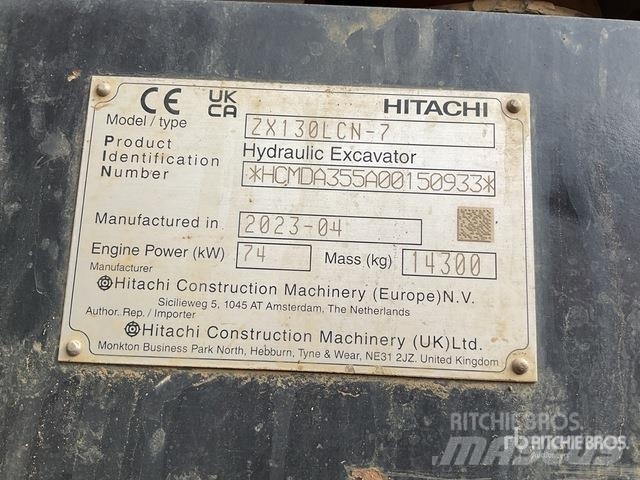 CE UK CA HITACHI
Model / type ZX130LCN-7
Product Hydraulic Excavator
Identification
Number *HCMDA355A00150933*
Manufactured in 2023-04
Engine Power (kW) 74 Mass (kg) 14300
Manufacturer
Hitachi Construction Machinery (Europe)N.V.
Sicilieweg 5, 1045 AT Amsterdam, The Netherlands
Author. Rep. / Importer
Hitachi Construction Machinery (UK)Ltd.
Monkton Business Park North, Hebburn, Tyne & Wear, NE31 2JZ. United Kingdom
RITCHIE BROS.
RITCHIE BROS.
MASCUS